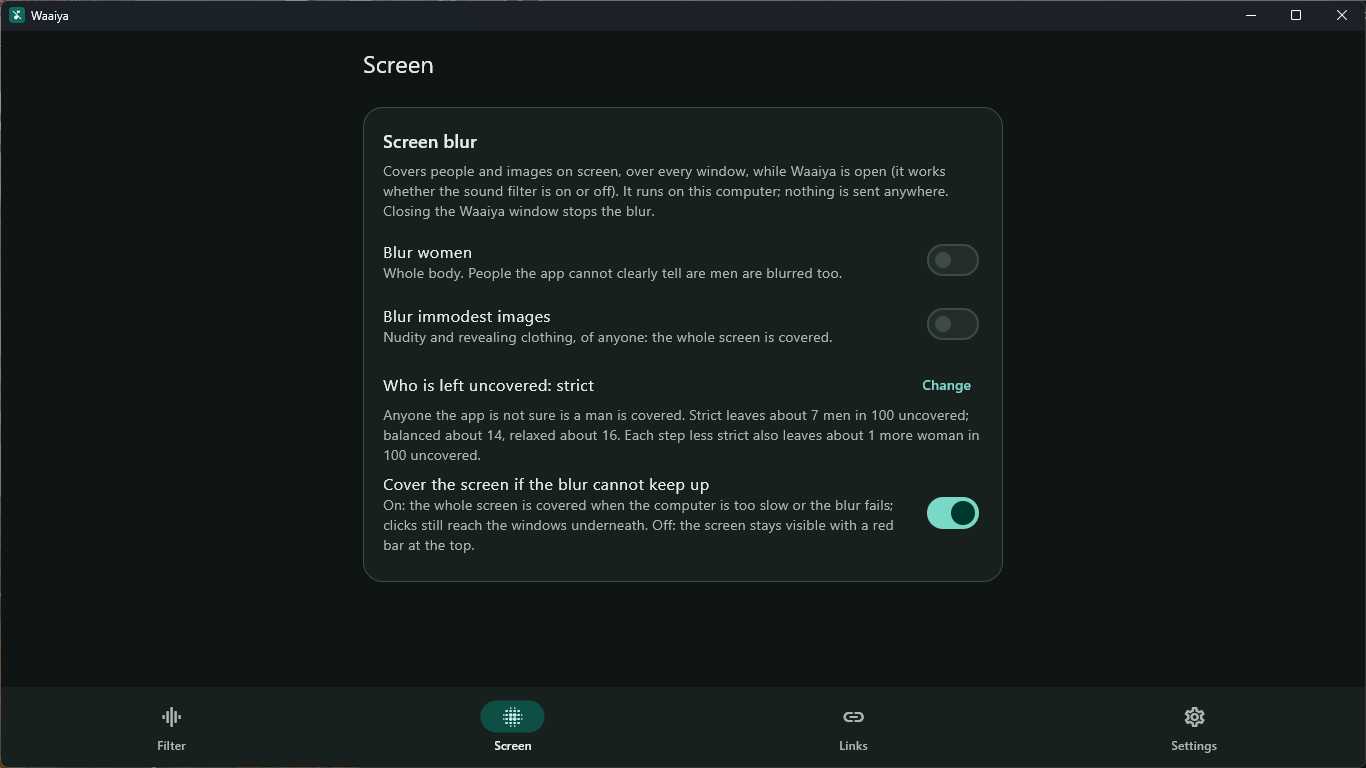 Waaiya
Screen
Screen blur
Covers people and images on screen, over every window, while Waaiya is open (it works
whether the sound filter is on or off). It runs on this computer; nothing is sent anywhere.
Closing the Waaiya window stops the blur.
Blur women
Whole body. People the app cannot clearly tell are men are blurred too.
Blur immodest images
Nudity and revealing clothing, of anyone: the whole screen is covered.
Who is left uncovered: strict
Change
Anyone the app is not sure is a man is covered. Strict leaves about 7 men in 100 uncovered;
balanced about 14, relaxed about 16. Each step less strict also leaves about 1 more woman in
100 uncovered.
Cover the screen if the blur cannot keep up
On: the whole screen is covered when the computer is too slow or the blur fails;
clicks still reach the windows underneath. Off: the screen stays visible with a red
bar at the top.
Filter
Screen
Links
Settings